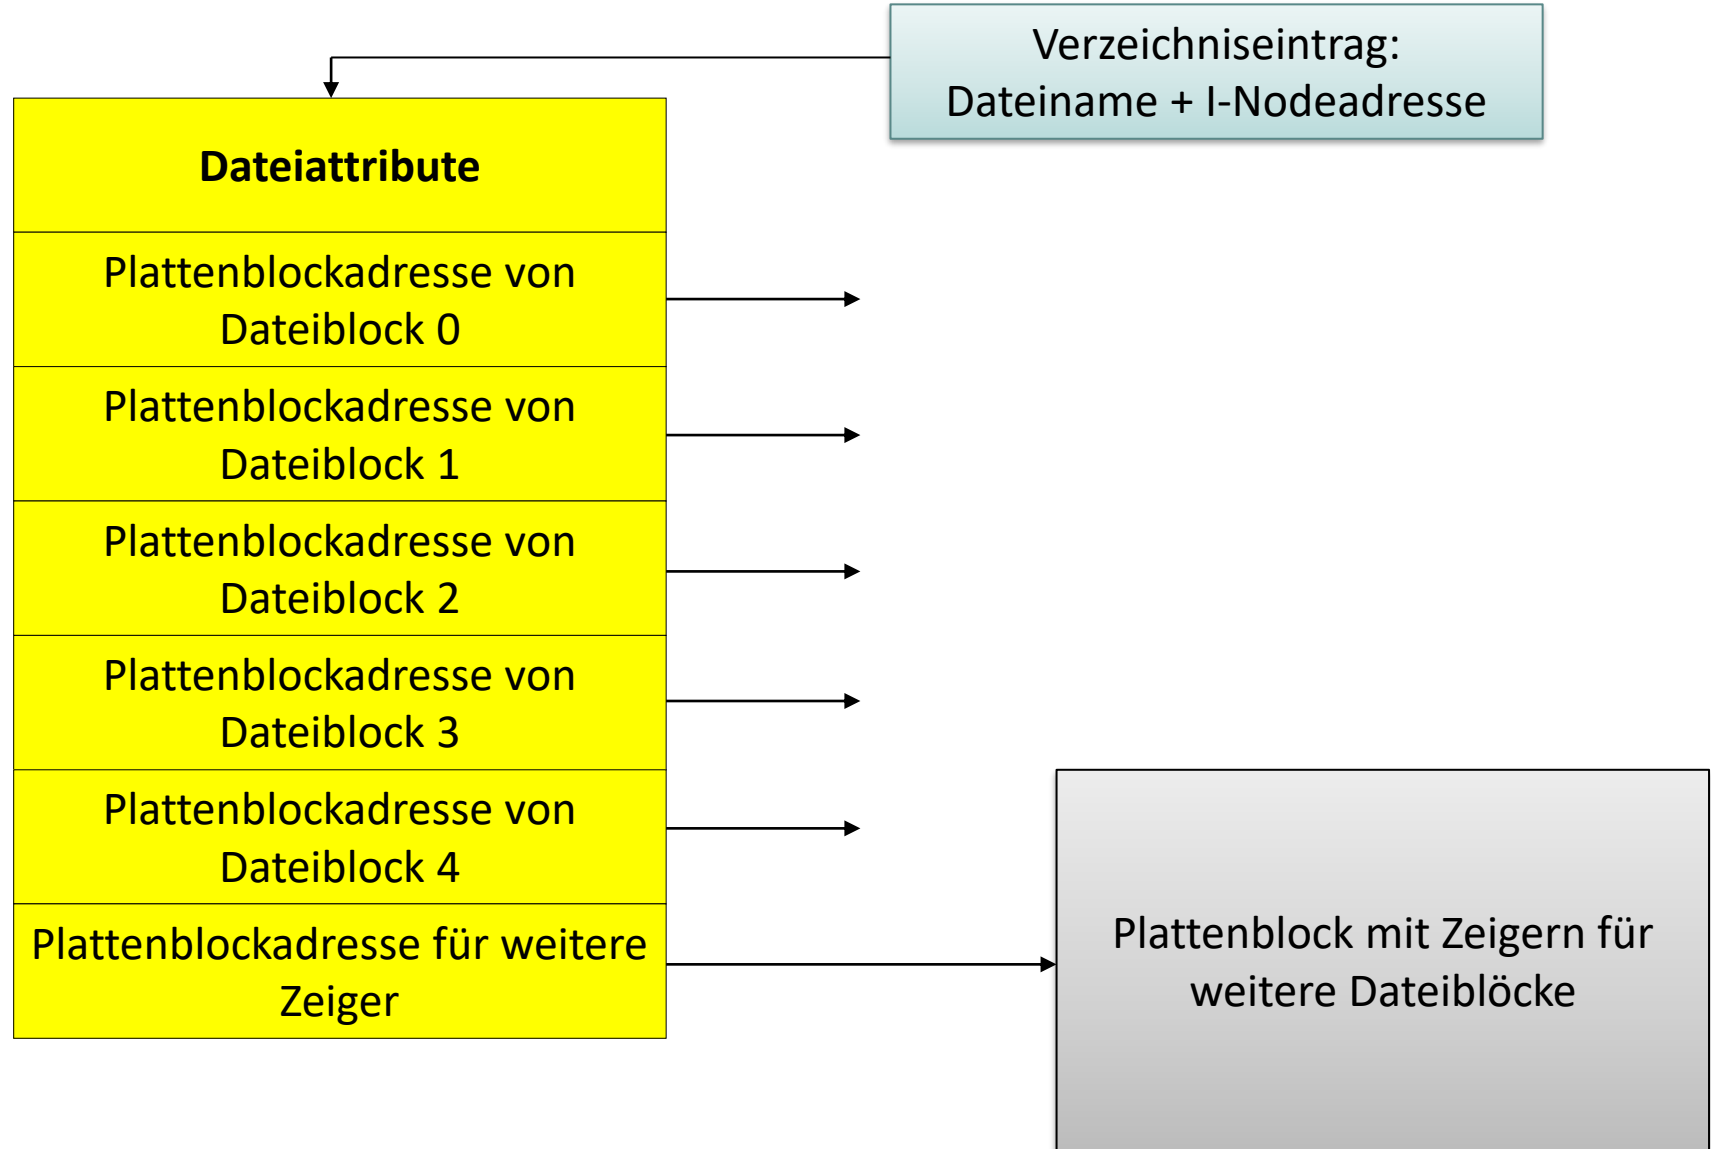 Verzeichniseintrag:
Dateiname + I-Nodeadresse
Dateiattribute
Plattenblockadresse von
Dateiblock 0
Plattenblockadresse von
Dateiblock 1
Plattenblockadresse von
Dateiblock 2
Plattenblockadresse von
Dateiblock 3
Plattenblockadresse von
Dateiblock 4
Plattenblockadresse für weitere
Zeiger
Plattenblock mit Zeigern für
weitere Dateiblöcke